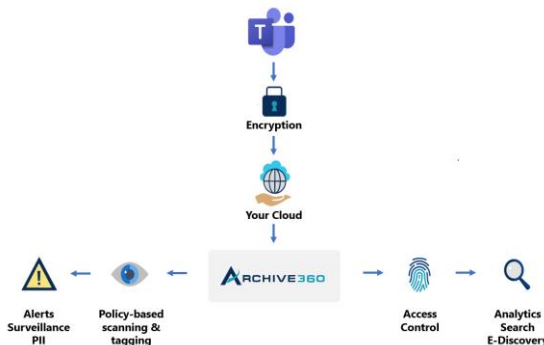 T
Encryption
Your Cloud
ARCHIVE360
Alerts
Surveillance
PII
Policy-based
scanning &
tagging
Access
Control
Analytics
Search
E-Discovery